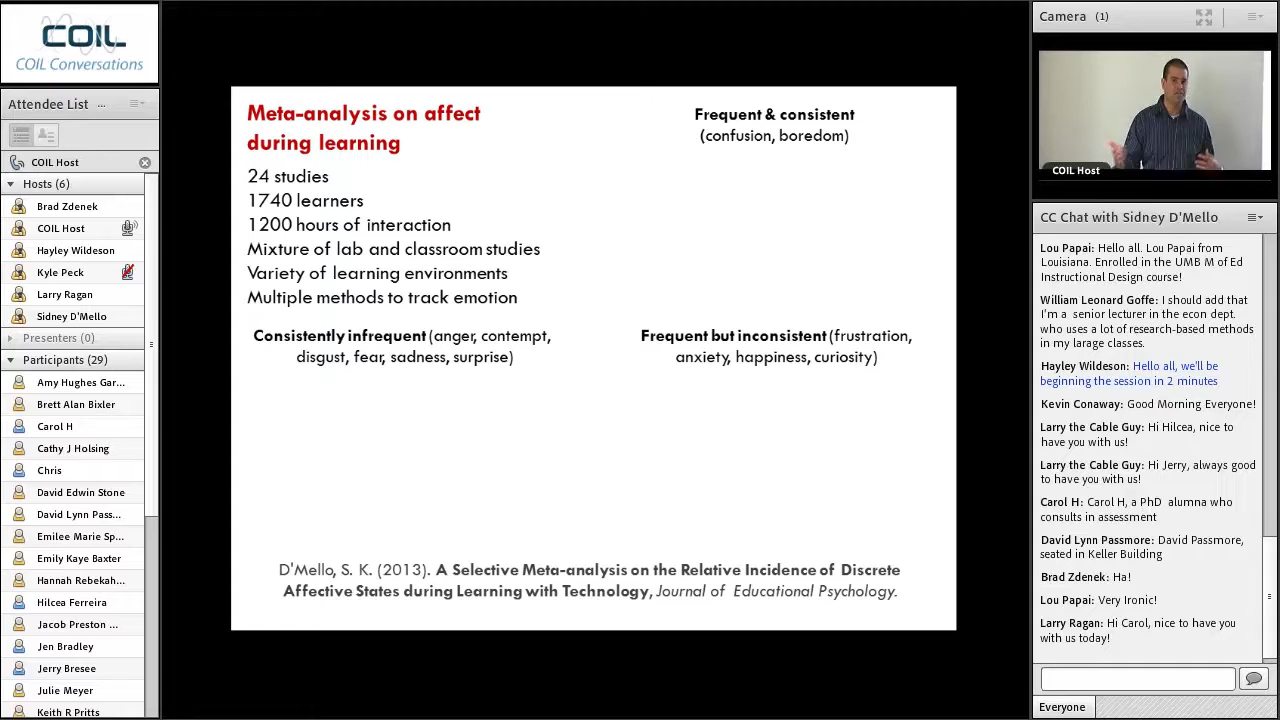 COIL
COIL Conversations
Attendee List ...
COIL Host
Hosts (6)
Brad Zdenek
COIL Host
Hayley Wildeson
Kyle Peck
Larry Ragan
Sidney D'Mello
Presenters (0)
Participants (29)
Amy Hughes Gar...
Brett Alan Bixler
Carol H
Cathy J Holsing
Chris
David Edwin Stone
David Lynn Pass...
Emilee Marie Sp...
Emily Kaye Baxter
Hannah Rebekah...
Hilcea Ferreira
Jacob Preston ...
Jen Bradley
Jerry Bresee
Julie Meyer
Keith R Pritts
Meta-analysis on affect
during learning
24 studies
1740 learners
1200 hours of interaction
Mixture of lab and classroom studies
Variety of learning environments
Multiple methods to track emotion
Frequent & consistent
(confusion, boredom)
Consistently infrequent (anger, contempt,
disgust, fear, sadness, surprise)
Frequent but inconsistent (frustration,
anxiety, happiness, curiosity)
D'Mello, S. K. (2013). A Selective Meta-analysis on the Relative Incidence of Discrete
Affective States during Learning with Technology, Journal of Educational Psychology.
Camera (1)
COIL Host
CC Chat with Sidney D'Mello
Lou Papai: Hello all. Lou Papai from
Louisiana. Enrolled in the UMB M of Ed
Instructional Design course!
William Leonard Goffe: I should add that
I'm a senior lecturer in the econ dept.
who uses a lot of research-based methods
in my larage classes.
Hayley Wildeson: Hello all, we'll be
beginning the session in 2 minutes
Kevin Conaway: Good Morning Everyone!
Larry the Cable Guy: Hi Hilcea, nice to
have you with us!
Larry the Cable Guy: Hi Jerry, always good
to have you with us!
Carol H: Carol H, a PhD alumna who
consults in assessment
David Lynn Passmore: David Passmore,
seated in Keller Building
Brad Zdenek: Ha!
Lou Papai: Very Ironic!
Larry Ragan: Hi Carol, nice to have you
with us today!
Everyone